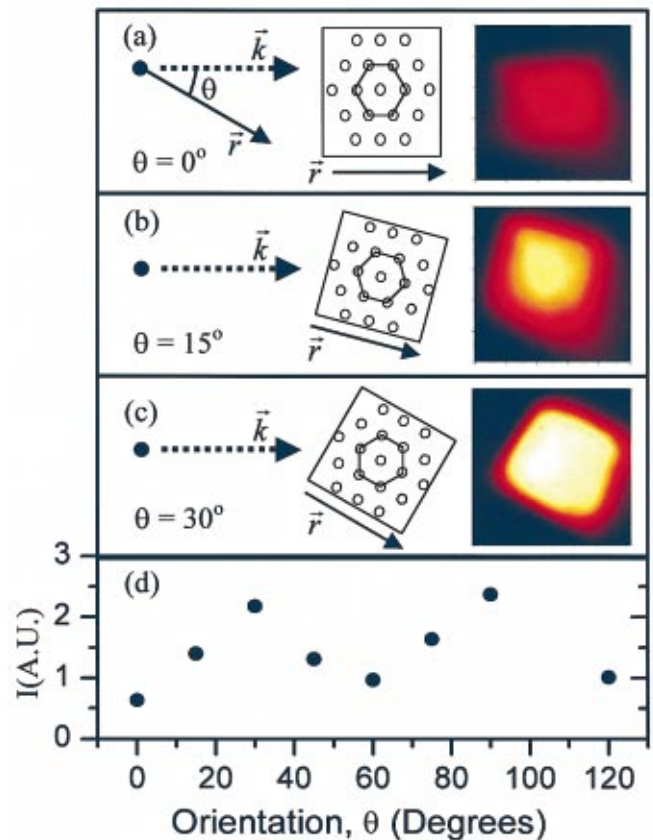 (a)
k⃗
θ
r⃗
θ = 0°
r⃗
(b)
k⃗
θ = 15°
r⃗
(c)
k⃗
θ = 30°
r⃗
(d)
3
2
1
0
I(A.U.)
0 20 40 60 80 100 120
Orientation, θ (Degrees)